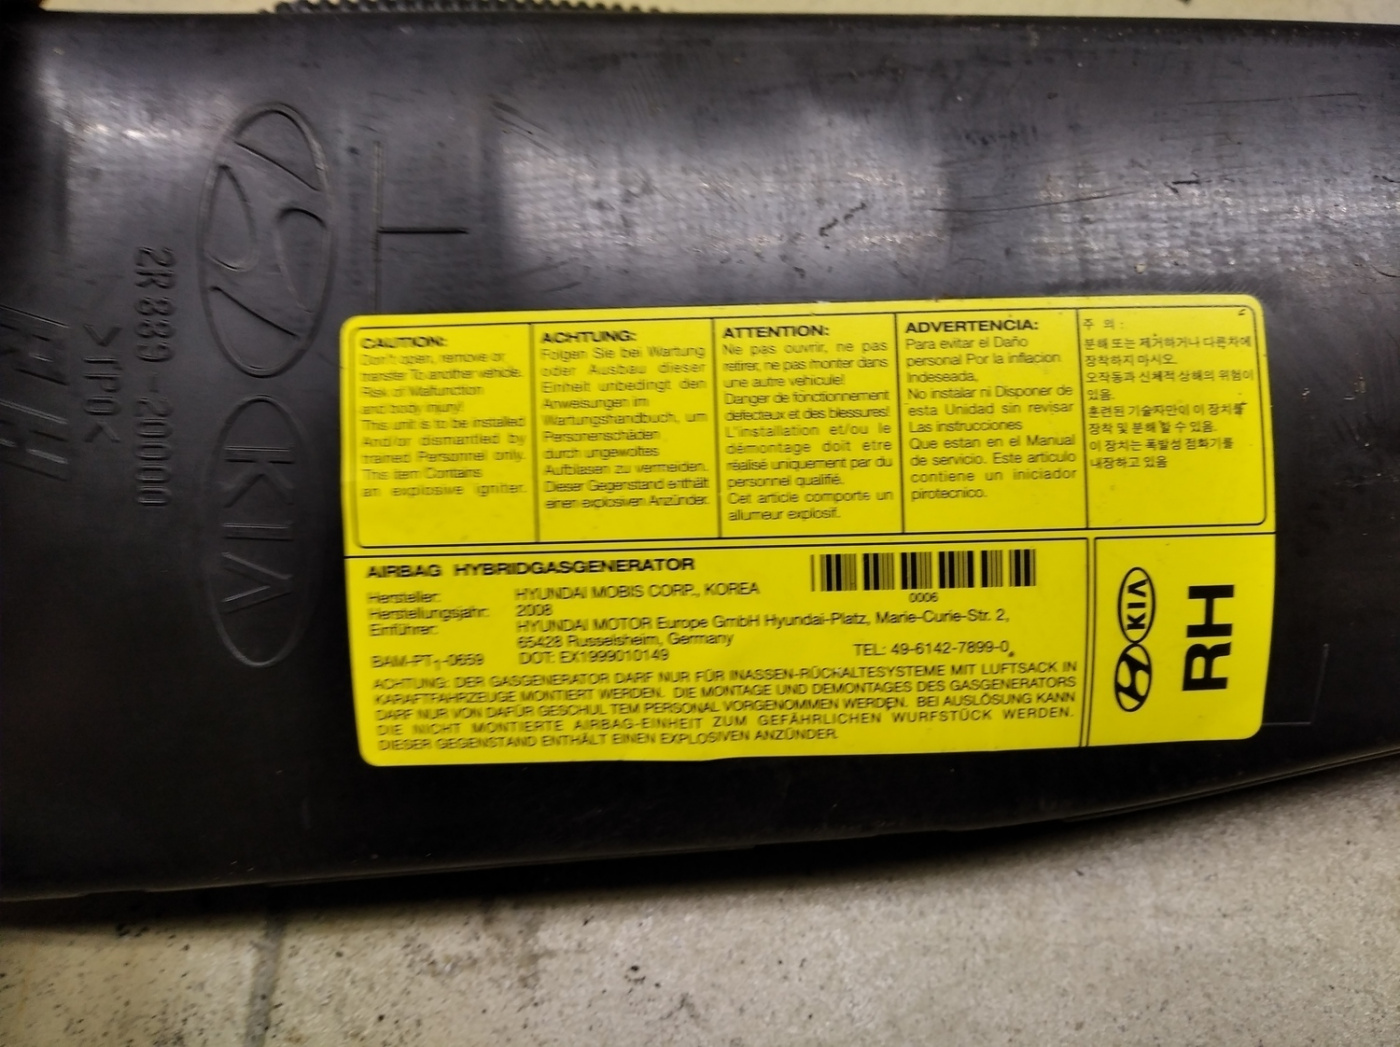 2R889-20000
>TPO<
KIA
RH
CAUTION:
Don't open, remove or
transfer To another vehicle.
Risk of Malfunction
and body injury!
This unit is to be installed
And/or dismantled by
trained Personnel only.
This Item Contains
an explosive igniter.
ACHTUNG:
Folgen Sie bei Wartung
oder Ausbau dieser
Einheit unbedingt den
Anweisungen im
Wartungshandbuch, um
Personenschäden
durch ungewoltes
Aufblasen zu vermeiden.
Dieser Gegenstand enthält
einen explosiven Anzünder.
ATTENTION:
Ne pas ouvrir, ne pas
retirer, ne pas monter dans
une autre vehicule!
Danger de fonctionnement
defecteux et des blessures!
L'installation et/ou le
démontage doit etre
réalisé uniquement par du
personnel qualifié.
Cet article comporte un
allumeur explosif.
ADVERTENCIA:
Para evitar el Daño
personal Por la inflacion
Indeseada,
No instalar ni Disponer de
esta Unidad sin revisar
Las instrucciones
Que estan en el Manual
de servicio. Este articulo
contiene un iniciador
pirotecnico.
주 의 :
분해 또는 제거하거나 다른차에
장착하지 마시오.
오작동과 신체적 상해의 위험이
있음.
훈련된 기술자만이 이 장치를
장착 및 분해 할 수 있음.
이 장치는 폭발성 점화기를
내장하고 있음
AIRBAG HYBRIDGASGENERATOR
0006
Hersteller: HYUNDAI MOBIS CORP., KOREA
Herstellungsjahr: 2008
Einführer: HYUNDAI MOTOR Europe GmbH Hyundai-Platz, Marie-Curie-Str. 2,
65428 Russelsheim, Germany TEL: 49-6142-7899-0
BAM-PT1-0659 DOT: EX1999010149
ACHTUNG: DER GASGENERATOR DARF NUR FÜR INASSEN-RÜCHALTESYSTEME MIT LUFTSACK IN
KARAFTFAHRZEUGE MONTIERT WERDEN. DIE MONTAGE UND DEMONTAGES DES GASGENERATORS
DARF NUR VON DAFÜR GESCHUL TEM PERSONAL VORGENOMMEN WERDEN. BEI AUSLÖSUNG KANN
DIE NICHT MONTIERTE AIRBAG-EINHEIT ZUM GEFÄHRLICHEN WURFSTÜCK WERDEN.
DIESER GEGENSTAND ENTHÄLT EINEN EXPLOSIVEN ANZÜNDER.
KIA
RH